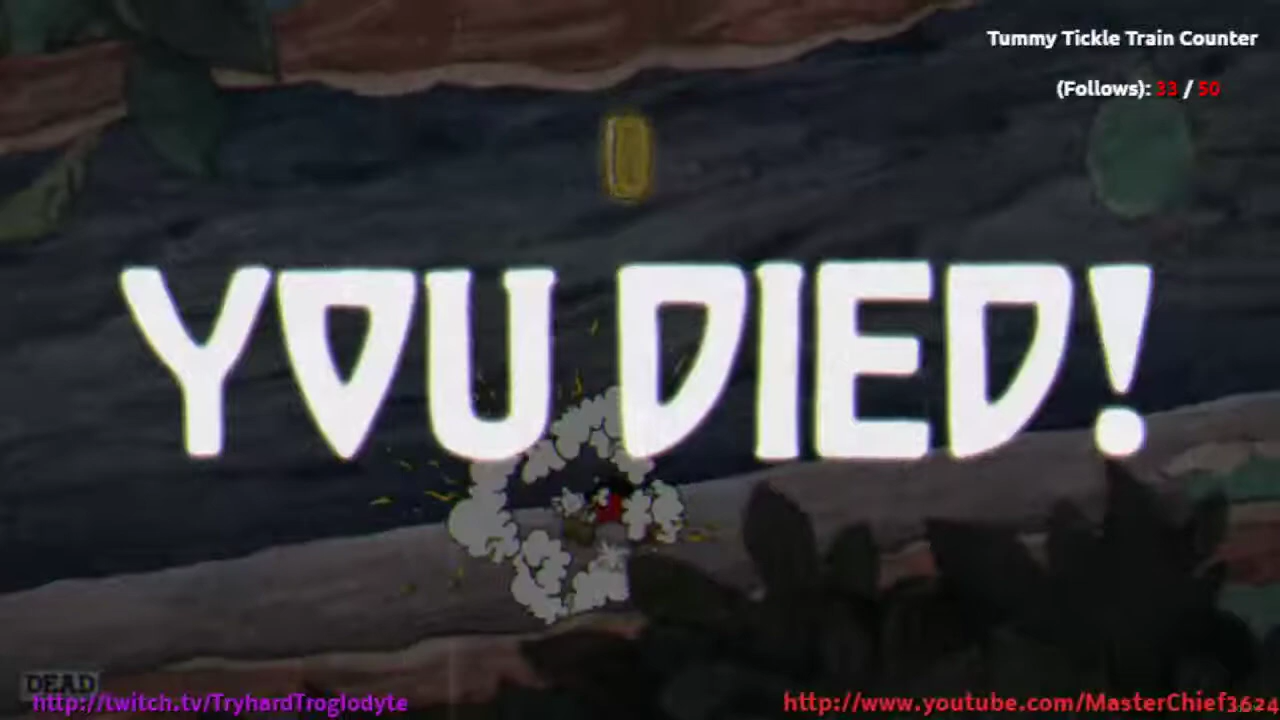 Tummy Tickle Train Counter
(Follows): 33 / 50
YOU DIED!
DEAD
http://twitch.tv/TryhardTroglodyte
http://www.youtube.com/MasterChief3624